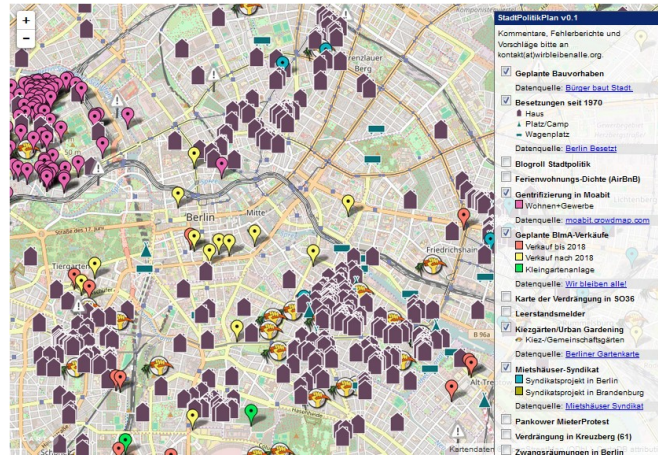 StadtPolitikPlan v0.1
Kommentare, Fehlerberichte und
Vorschläge bitte an
kontakt(at)wirbleibenalle.org.
Geplante Bauvorhaben
Datenquelle: Bürger baut Stadt.
Besetzungen seit 1970
Haus
Platz/Camp
Wagenplatz
Datenquelle: Berlin Besetzt
Blogroll Stadtpolitik
Ferienwohnungs-Dichte (AirBnB)
Gentrifizierung in Moabit
Wohnen+Gewerbe
Datenquelle: moabit.crowdmap.com
Geplante BImA-Verkäufe
Verkauf bis 2018
Verkauf nach 2018
Kleingartenanlage
Datenquelle: Wir bleiben alle!
Karte der Verdrängung in SO36
Leerstandsmelder
Kiezgärten/Urban Gardening
Kiez-/Gemeinschaftsgärten
Datenquelle: Berliner Gartenkarte
Mietshäuser-Syndikat
Syndikatsprojekt in Berlin
Syndikatsprojekt in Brandenburg
Datenquelle: Mietshäuser Syndikat
Pankower MieterProtest
Verdrängung in Kreuzberg (61)
Zwangsräumungen in Berlin
+
−
Berg
50 m
Berlin
Mitte
Straße des 17. Juni
Tiergarten
Friedrichshain
B 96a
Alt-Tre
Hasenheide
Kartendaten